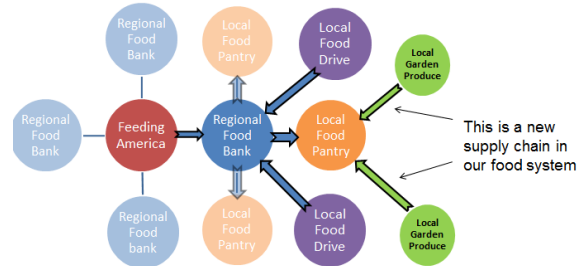 Regional
Food
Bank
Local
Food
Pantry
Local
Food Drive
Local
Garden
Produce
Regional
Food
Bank
Feeding
America
Regional
Food
Bank
Local
Food
Pantry
This is a new
supply chain in
our food system
Regional
Food
bank
Local
Food
Pantry
Local
Food
Drive
Local
Garden
Produce